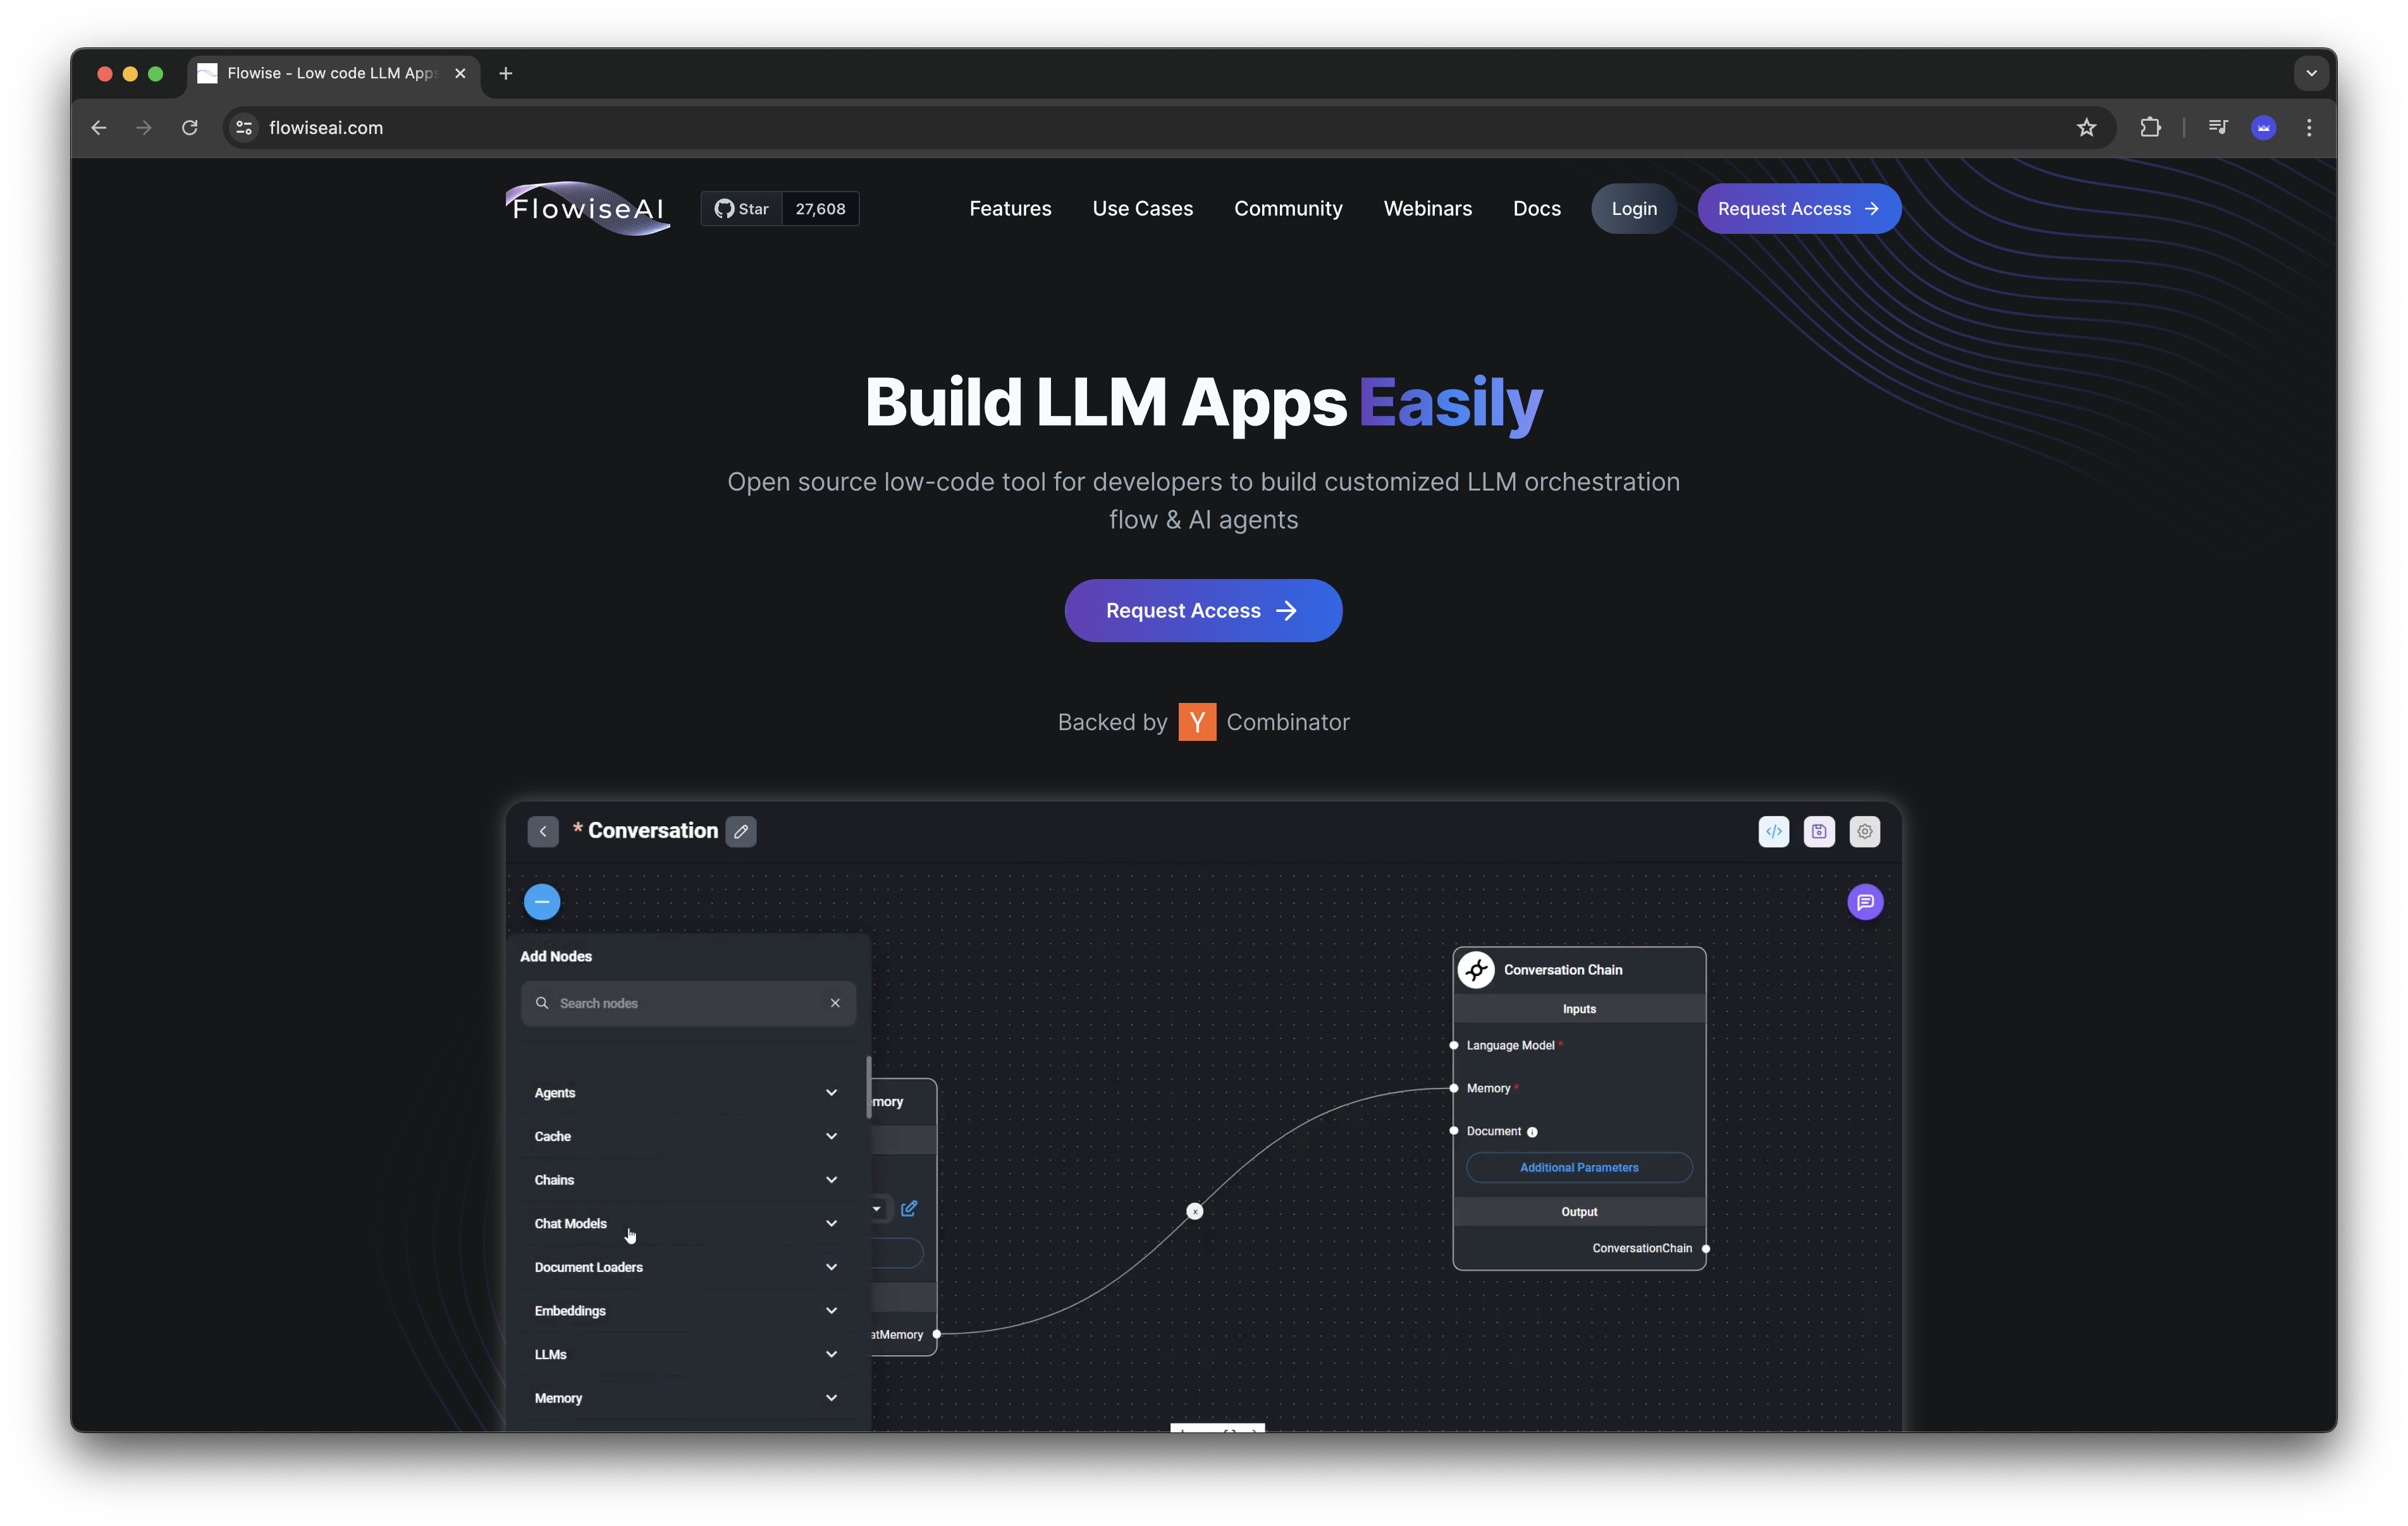 Flowise - Low code LLM Apps
flowiseai.com
FlowiseAI
Star 27,608
Features Use Cases Community Webinars Docs Login Request Access
Build LLM Apps Easily
Open source low-code tool for developers to build customized LLM orchestration
flow & AI agents
Request Access
Backed by Y Combinator
* Conversation
Add Nodes
Search nodes
Agents
Cache
Chains
Chat Models
Document Loaders
Embeddings
LLMs
Memory
emory
atMemory
x
Conversation Chain
Inputs
Language Model *
Memory *
Document
Additional Parameters
Output
ConversationChain